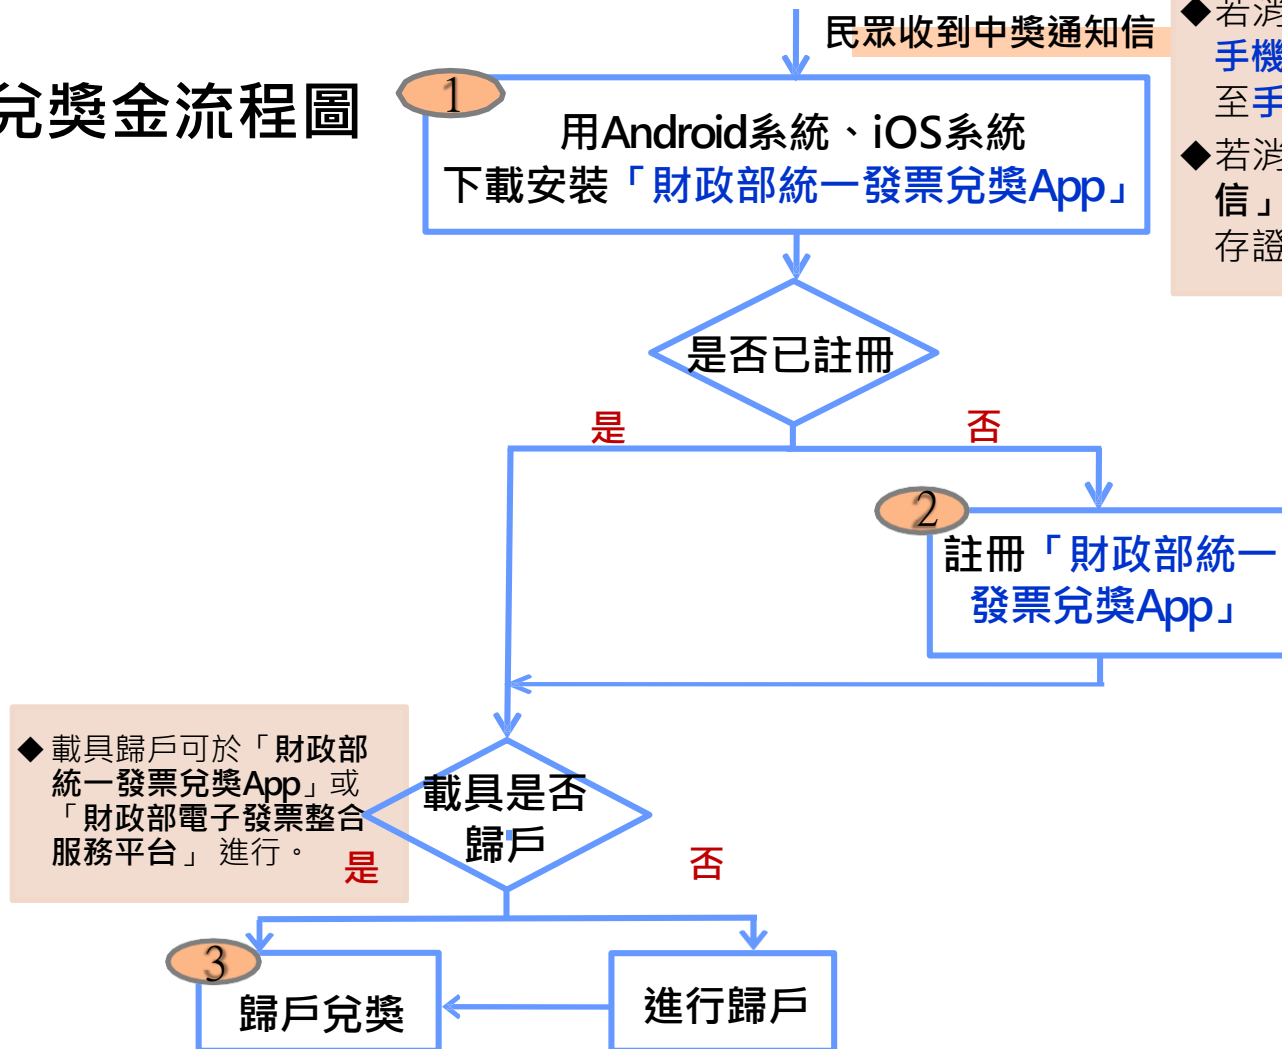 民眾收到中獎通知信
◆若消
手機
至手
◆若消
信」
存證
兌獎金流程圖
1
用Android系統、iOS系統
下載安裝「財政部統一發票兌獎App」
是否已註冊
是
否
2
註冊「財政部統一
發票兌獎App」
◆載具歸戶可於「財政部
統一發票兌獎App」或
「財政部電子發票整合
服務平台」 進行。
載具是否
歸戶
是
否
3
歸戶兌獎
進行歸戶